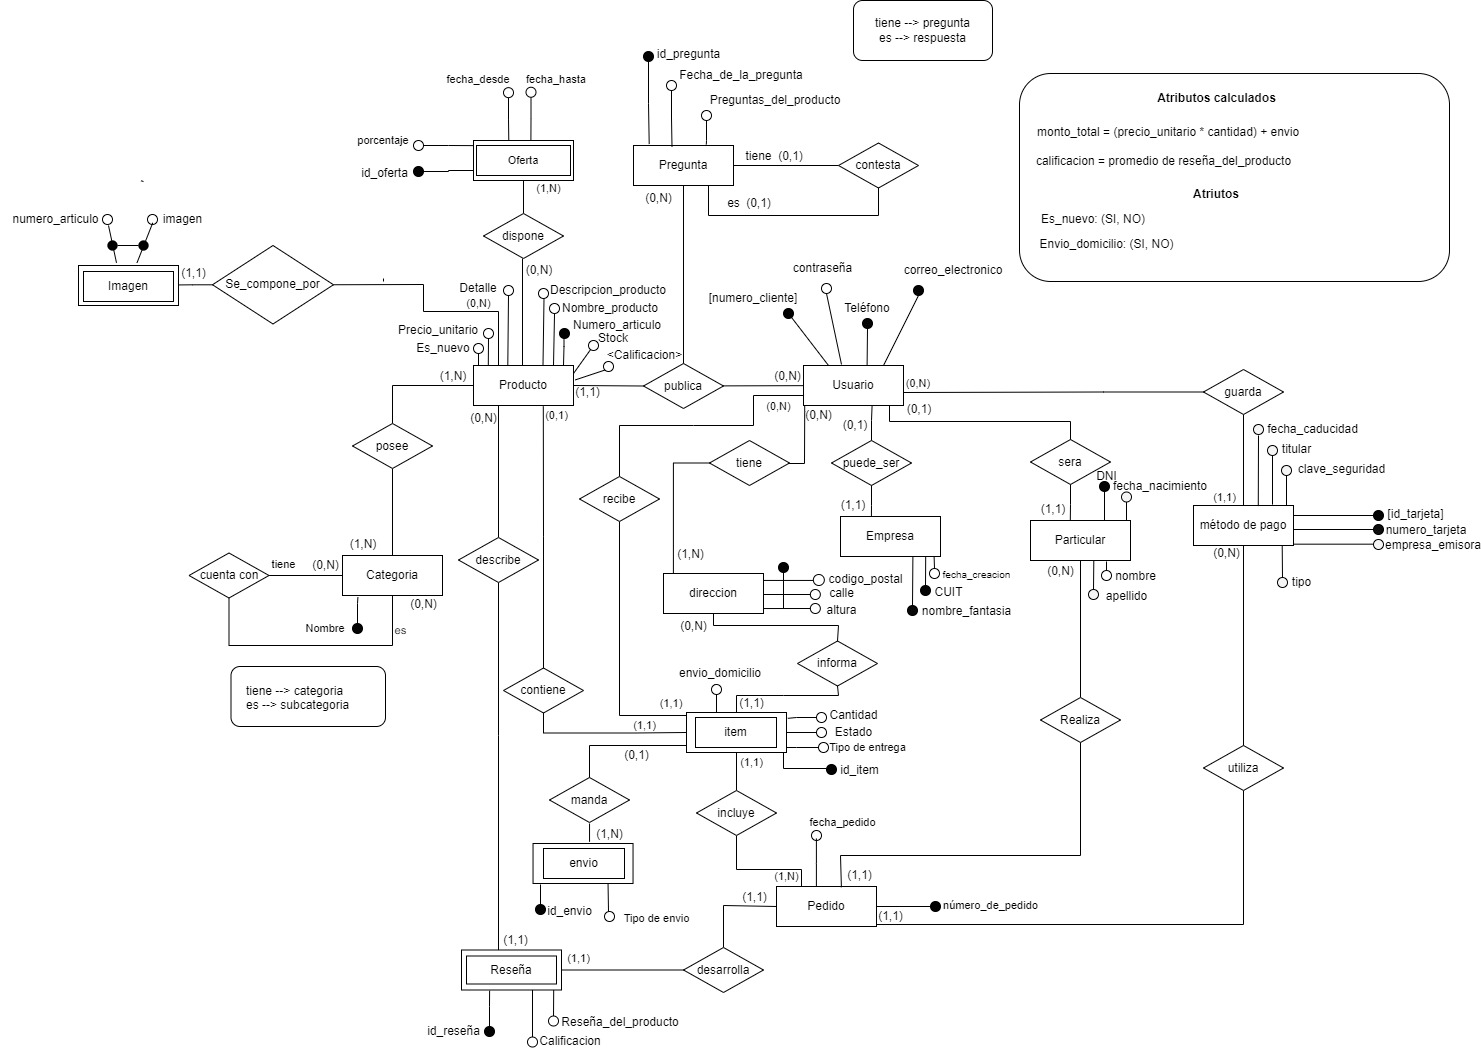 tiene --> pregunta
es --> respuesta
id_pregunta
Fecha_de_la_pregunta
Preguntas_del_producto
fecha_desde
fecha_hasta
porcentaje
id_oferta
Oferta
(1,N)
Pregunta
tiene (0,1)
contesta
(0,N)
es (0,1)
Atributos calculados
monto_total = (precio_unitario * cantidad) + envio
calificacion = promedio de reseña_del_producto
Atriutos
Es_nuevo: (SI, NO)
Envio_domicilio: (SI, NO)
numero_articulo
imagen
dispone
(0,N)
Imagen
(1,1)
Se_compone_por
(0,N)
Detalle
Descripcion_producto
Nombre_producto
Numero_articulo
Stock
<Calificacion>
Precio_unitario
Es_nuevo
contraseña
correo_electronico
[numero_cliente]
Teléfono
(1,N)
Producto
(1,1)
publica
(0,N)
Usuario
(0,N)
guarda
(0,N)
(0,1)
(0,N)
(0,N)
(0,1)
(0,1)
posee
tiene
puede_ser
sera
fecha_caducidad
titular
clave_seguridad
DNI
fecha_nacimiento
recibe
(1,1)
(1,1)
(1,1)
método de pago
[id_tarjeta]
numero_tarjeta
empresa_emisora
(0,N)
tipo
Empresa
Particular
(0,N)
nombre
apellido
fecha_creacion
CUIT
nombre_fantasia
(1,N)
cuenta con
tiene
(0,N)
Categoria
(0,N)
Nombre
es
describe
(1,N)
direccion
codigo_postal
calle
altura
(0,N)
tiene --> categoria
es --> subcategoria
contiene
informa
envio_domicilio
(1,1)
(1,1)
(1,1)
item
Cantidad
Estado
Tipo de entrega
id_item
(0,1)
(1,1)
Realiza
utiliza
manda
incluye
(1,N)
envio
id_envio
Tipo de envio
fecha_pedido
(1,N)
(1,1)
(1,1)
Pedido
número_de_pedido
(1,1)
(1,1)
Reseña
(1,1)
desarrolla
id_reseña
Reseña_del_producto
Calificacion